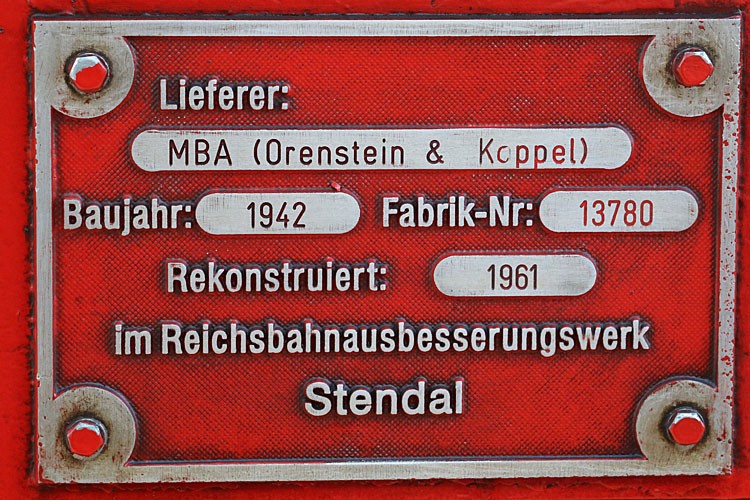 Lieferer:
MBA (Orenstein & Koppel)
Baujahr: 1942 Fabrik-Nr: 13780
Rekonstruiert: 1961
im Reichsbahnausbesserungswerk
Stendal